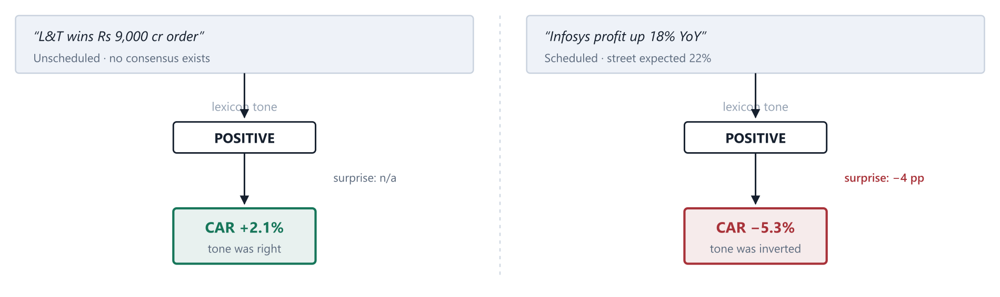 “L&T wins Rs 9,000 cr order”
Unscheduled · no consensus exists
lexicon tone
POSITIVE
surprise: n/a
CAR +2.1%
tone was right
“Infosys profit up 18% YoY”
Scheduled · street expected 22%
lexicon tone
POSITIVE
surprise: −4 pp
CAR −5.3%
tone was inverted